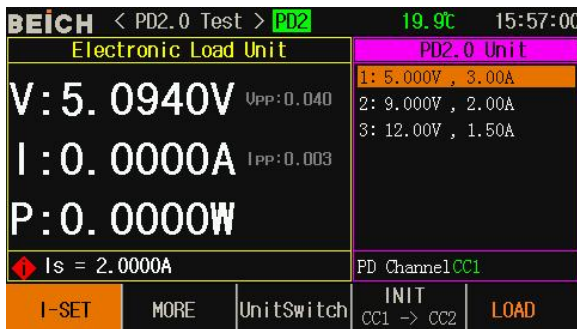 BEICH < PD2.0 Test > PD2 19.9℃ 15:57:00
Electronic Load Unit
V:5.0940V VPP:0.040
I:0.0000A IPP:0.003
P:0.0000W
Is = 2.0000A
PD2.0 Unit
1: 5.000V , 3.00A
2: 9.000V , 2.00A
3: 12.00V , 1.50A
PD Channel CC1
I-SET MORE UnitSwitch INIT LOAD
CC1 -> CC2